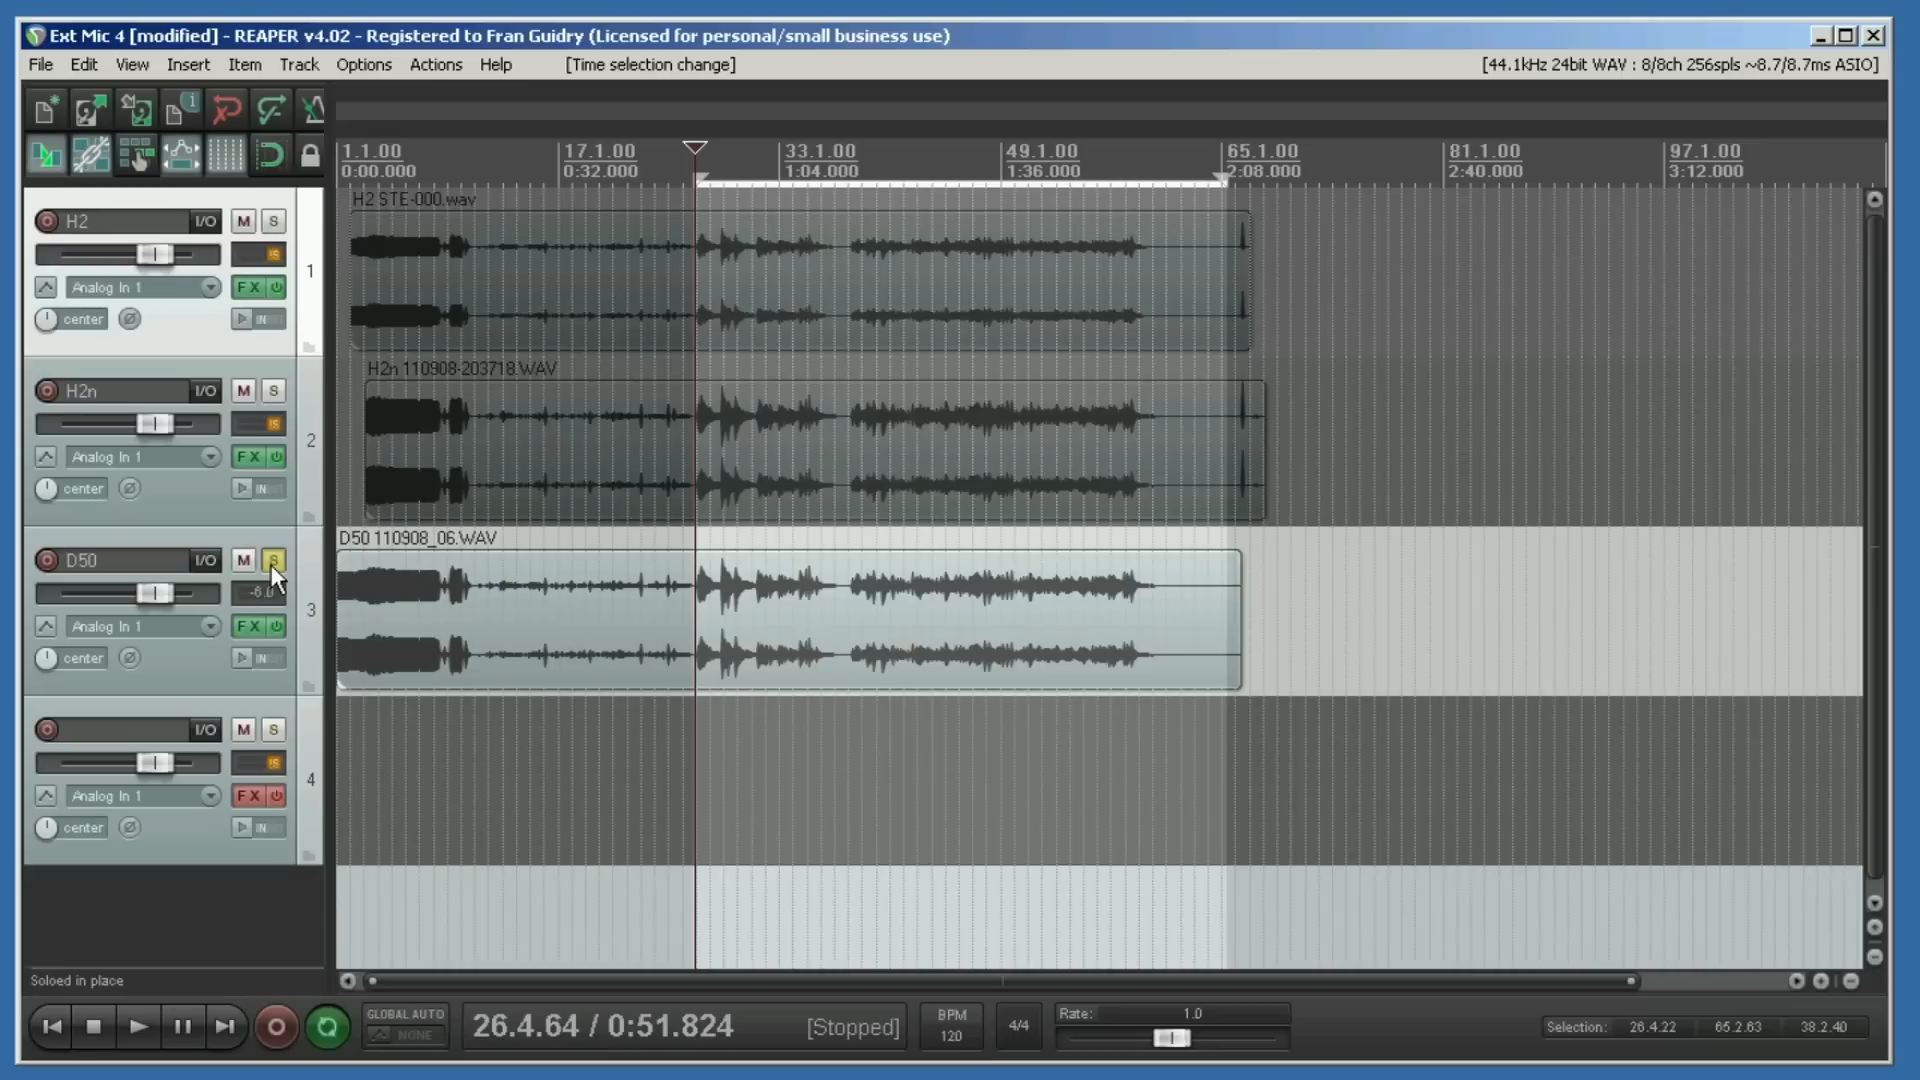 Ext Mic 4 [modified] - REAPER v4.02 - Registered to Fran Guidry (Licensed for personal/small business use)
File Edit View Insert Item Track Options Actions Help [Time selection change] [44.1kHz 24bit WAV : 8/8ch 256spls ~8.7/8.7ms ASIO]
1.1.00 17.1.00 33.1.00 49.1.00 65.1.00 81.1.00 97.1.00
0:00.000 0:32.000 1:04.000 1:36.000 2:08.000 2:40.000 3:12.000
H2 STE-000.wav
H2 I/O M S
1
Analog In 1 FX
center IN
H2n 110908-203718.WAV
H2n I/O M S
2
Analog In 1 FX
center IN
D50 110908_06.WAV
D50 I/O M S
-6.0
3
Analog In 1 FX
center IN
I/O M S
4
Analog In 1 FX
center IN
Soloed in place
GLOBAL AUTO
NONE
26.4.64 / 0:51.824 [Stopped]
BPM
120
4/4
Rate: 1.0
Selection: 26.4.22 65.2.63 38.2.40